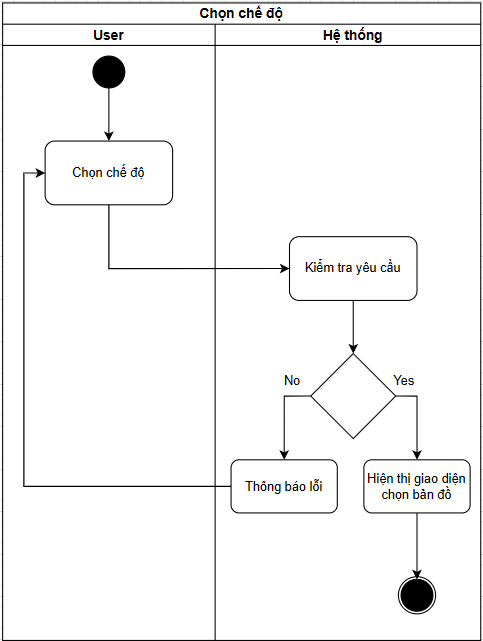 Chọn chế độ
User
Hệ thống
Chọn chế độ
Kiểm tra yêu cầu
No
Yes
Thông báo lỗi
Hiện thị giao diện
chọn bản đồ